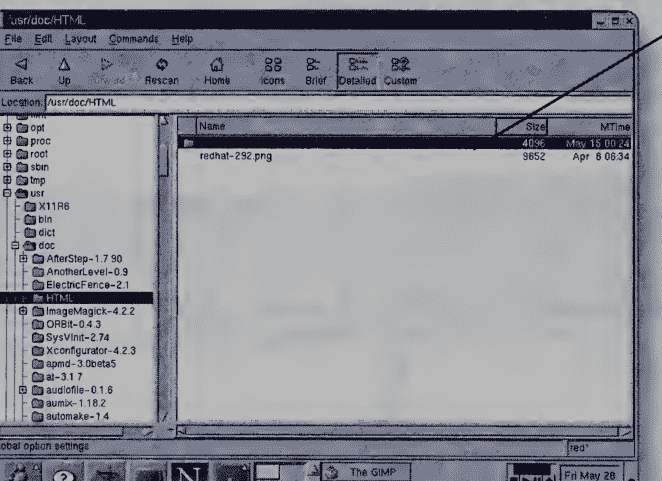 /usr/doc/HTML
File Edit Layout Commands Help
Back Up Forward Rescan Home Icons Brief Detailed Custom
Location: /usr/doc/HTML
Name Size MTime
4096 May 15 00:24
redhat-292.png 9652 Apr 6 06:34
opt
proc
root
sbin
tmp
usr
X11R6
bin
dict
doc
AfterStep-1.7.90
AnotherLevel-0.9
ElectricFence-2.1
HTML
ImageMagick-4.2.2
ORBit-0.4.3
SysVInit-2.74
Xconfigurator-4.2.3
apmd-3.0beta5
at-3.1.7
audiofile-0.1.6
aumix-1.18.2
automake-1.4
obal option settings
red*
N
The GIMP
Fri May 28